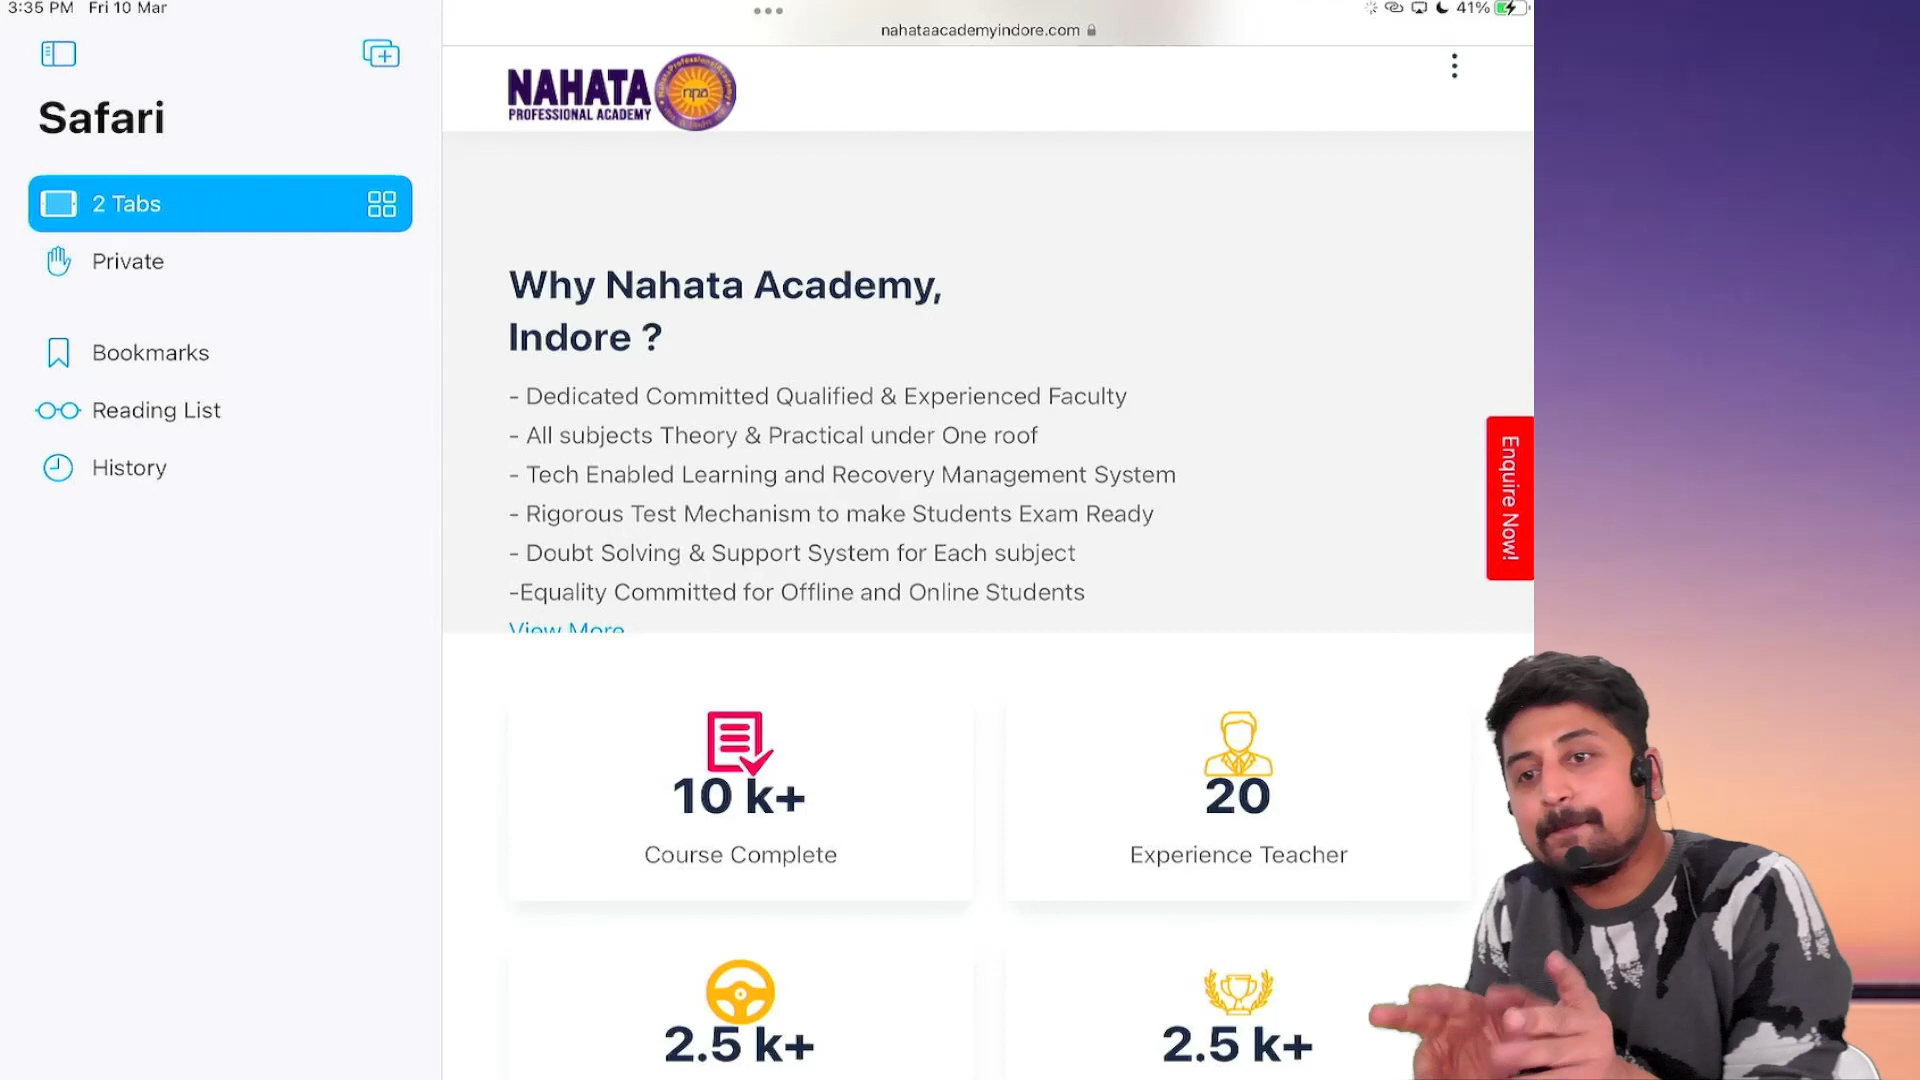 3:35 PM Fri 10 Mar
41%
nahataacademyindore.com
Safari
2 Tabs
Private
Bookmarks
Reading List
History
NAHATA
PROFESSIONAL ACADEMY
npa
Why Nahata Academy,
Indore ?
- Dedicated Committed Qualified & Experienced Faculty
- All subjects Theory & Practical under One roof
- Tech Enabled Learning and Recovery Management System
- Rigorous Test Mechanism to make Students Exam Ready
- Doubt Solving & Support System for Each subject
-Equality Committed for Offline and Online Students
View More
Enquire Now!
10 k+
Course Complete
20
Experience Teacher
2.5 k+
2.5 k+